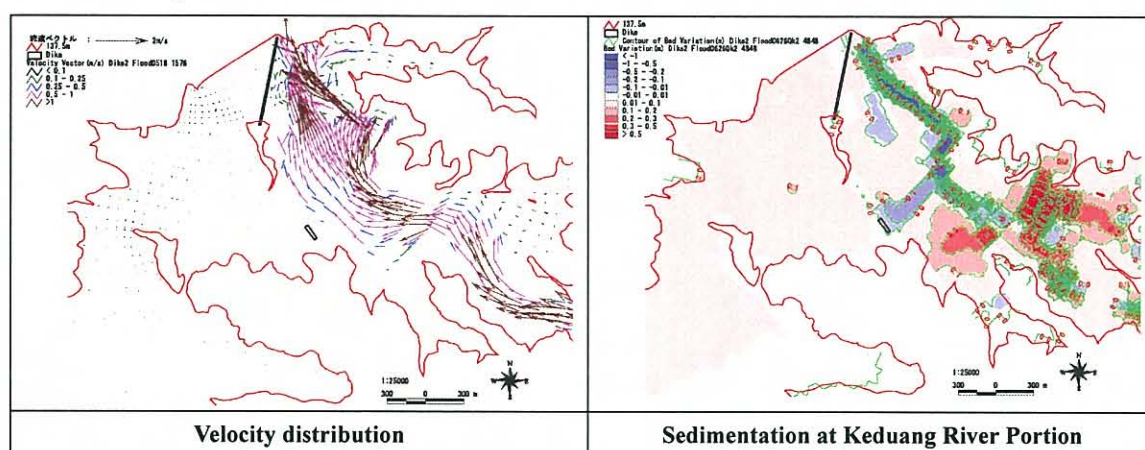 流速ベクトル : 2m/s
137.5m
Dike
Velocity Vector(m/s) Dike2 Flood0518 1576
< 0.1
0.1 - 0.25
0.25 - 0.5
0.5 - 1
>1
1:25000
300 0 300 m
Velocity distribution
137.5m
Dike
Contour of Bed Variation(m) Dike2 Flood0626Qk2 4848
Bed Variation(m) Dike2 Flood0626Qk2 4848
< -1
-1 - -0.5
-0.5 - -0.2
-0.2 - -0.1
-0.1 - -0.01
-0.01 - 0.01
0.01 - 0.1
0.1 - 0.2
0.2 - 0.3
0.3 - 0.5
> 0.5
1:25000
300 0 300 m
Sedimentation at Keduang River Portion